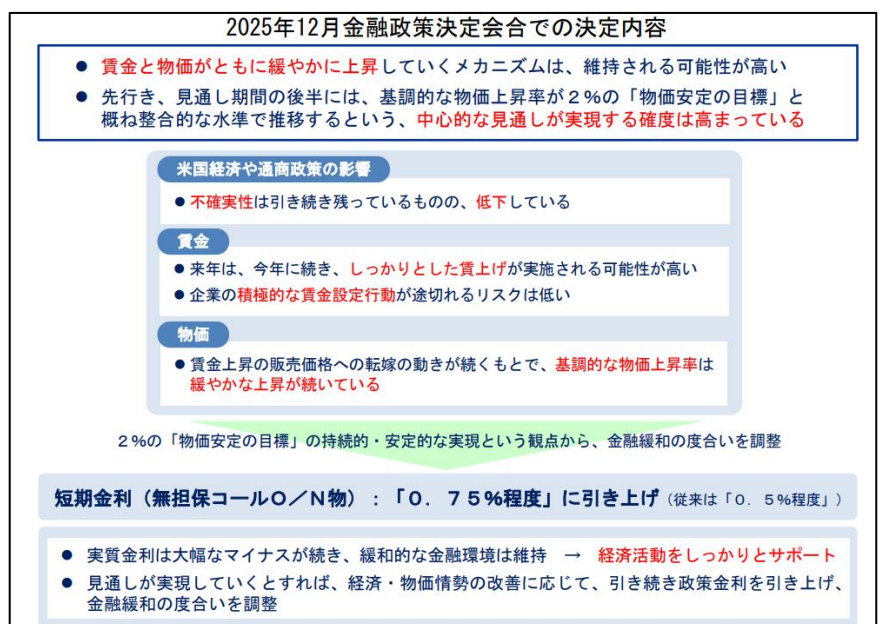 2025年12月金融政策決定会合での決定内容
● 賃金と物価がともに緩やかに上昇していくメカニズムは、維持される可能性が高い
● 先行き、見通し期間の後半には、基調的な物価上昇率が２％の「物価安定の目標」と
概ね整合的な水準で推移するという、中心的な見通しが実現する確度は高まっている
米国経済や通商政策の影響
● 不確実性は引き続き残っているものの、低下している
賃金
● 来年は、今年に続き、しっかりとした賃上げが実施される可能性が高い
● 企業の積極的な賃金設定行動が途切れるリスクは低い
物価
● 賃金上昇の販売価格への転嫁の動きが続くもとで、基調的な物価上昇率は
緩やかな上昇が続いている
２％の「物価安定の目標」の持続的・安定的な実現という観点から、金融緩和の度合いを調整
短期金利（無担保コールＯ／Ｎ物）：「０．７５％程度」に引き上げ（従来は「０．５％程度」）
● 実質金利は大幅なマイナスが続き、緩和的な金融環境は維持 → 経済活動をしっかりとサポート
● 見通しが実現していくとすれば、経済・物価情勢の改善に応じて、引き続き政策金利を引き上げ、
金融緩和の度合いを調整